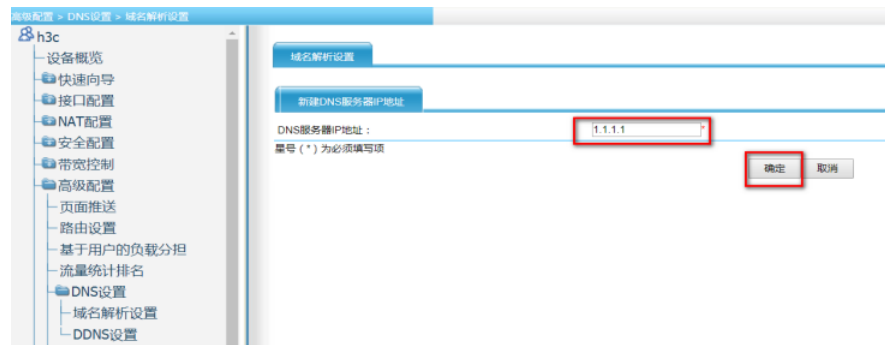 高级配置 > DNS设置 > 域名解析设置
h3c
设备概览
快速向导
接口配置
NAT配置
安全配置
带宽控制
高级配置
页面推送
路由设置
基于用户的负载分担
流量统计排名
DNS设置
域名解析设置
DDNS设置
域名解析设置
新建DNS服务器IP地址
DNS服务器IP地址： 1.1.1.1 *
星号 ( * ) 为必须填写项
确定 取消